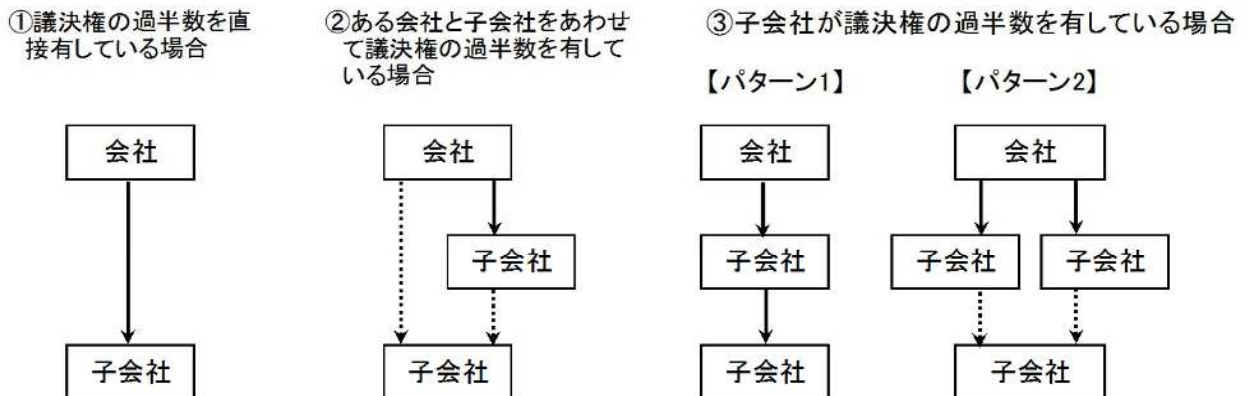 ①議決権の過半数を直
接有している場合
②ある会社と子会社をあわせ
て議決権の過半数を有して
いる場合
③子会社が議決権の過半数を有している場合
【パターン1】
【パターン2】
会社
子会社
会社
子会社
子会社
会社
子会社
子会社
会社
子会社
子会社
子会社